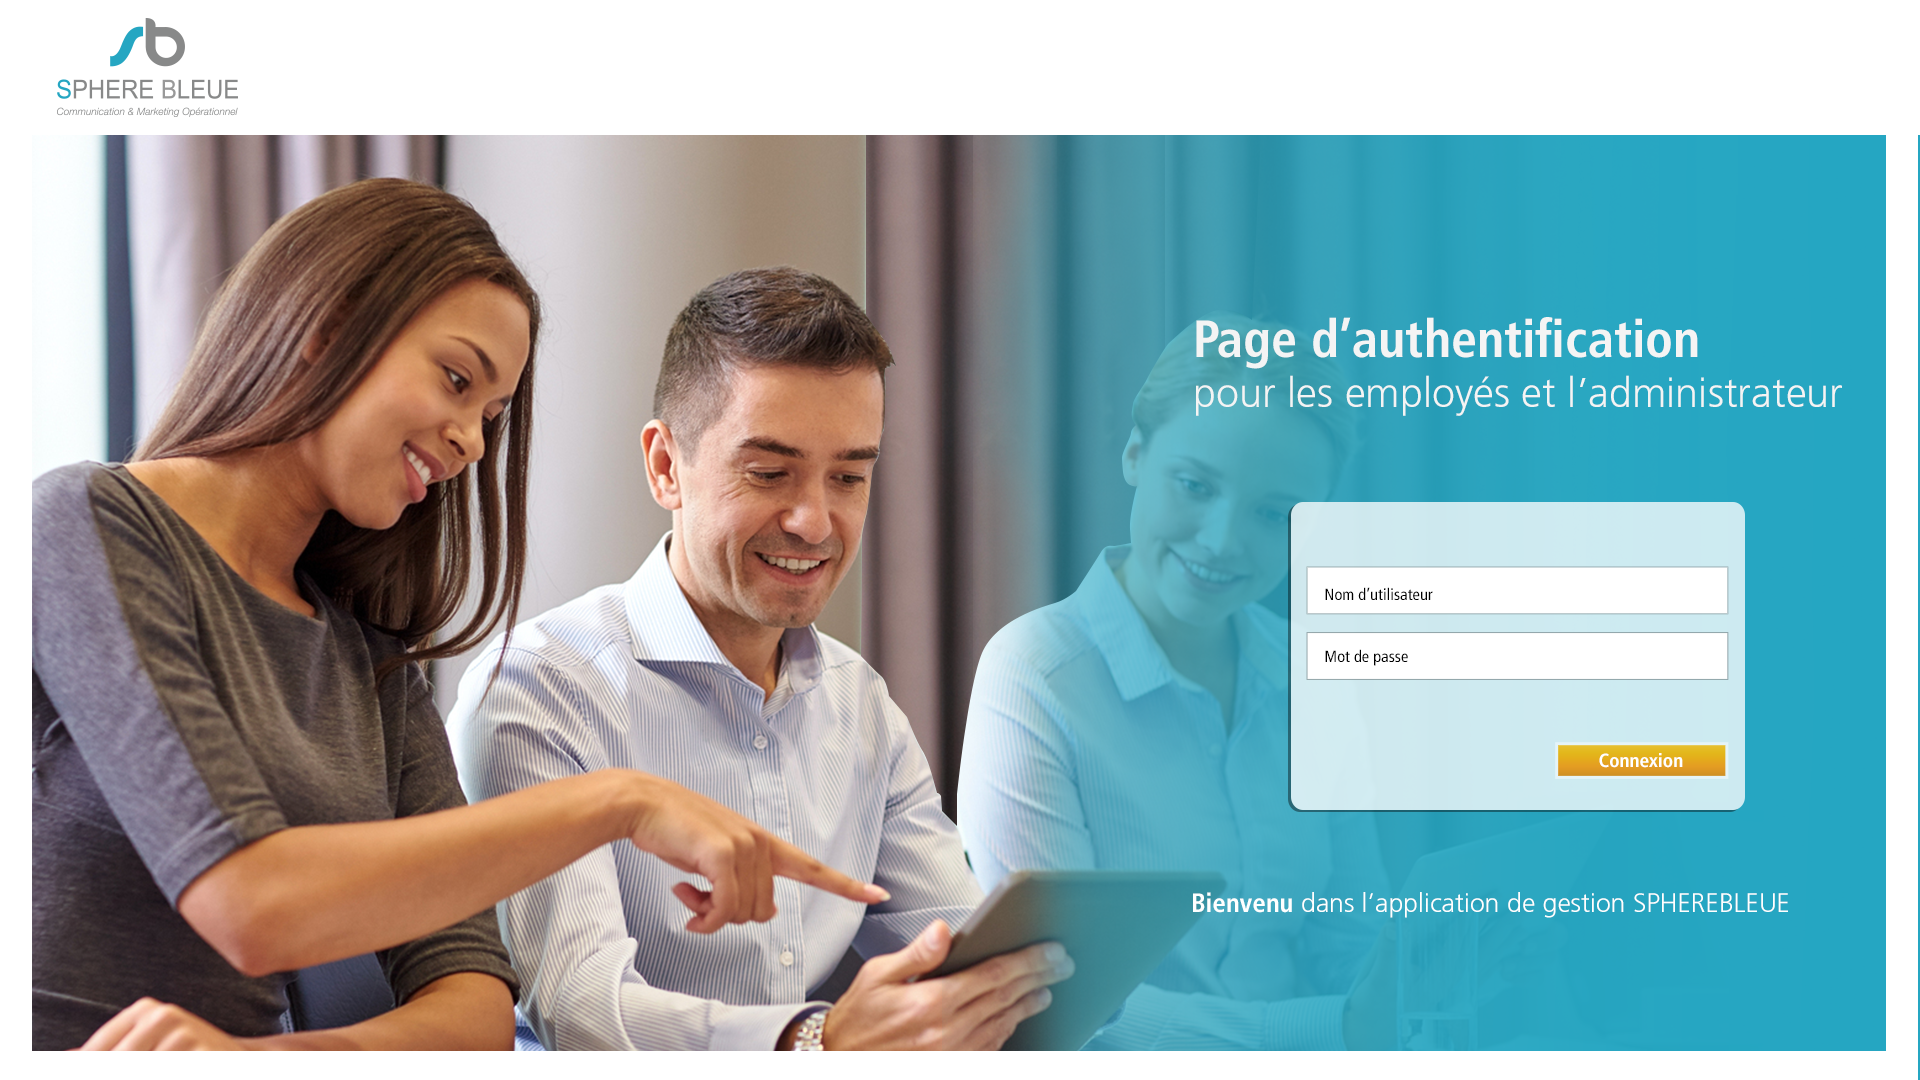 SPHERE BLEUE
Communication & Marketing Opérationnel
Page d’authentification
pour les employés et l’administrateur
Nom d’utilisateur
Mot de passe
Connexion
Bienvenu dans l’application de gestion SPHEREBLEUE